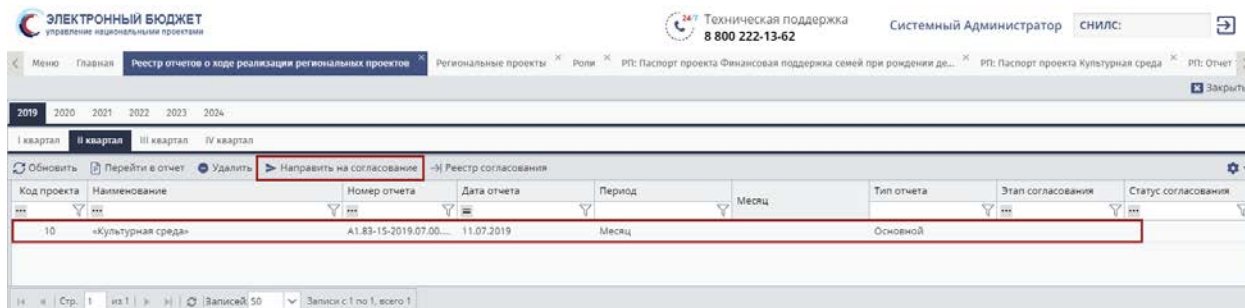 ЭЛЕКТРОННЫЙ БЮДЖЕТ
управление национальными проектами
24/7 Техническая поддержка
8 800 222-13-62
Системный Администратор СНИЛС:
Меню Главная Реестр отчетов о ходе реализации региональных проектов Региональные проекты Роли РП: Паспорт проекта Финансовая поддержка семей при рождении де... РП: Паспорт проекта Культурная среда РП: Отчет
Закрыть
2019 2020 2021 2022 2023 2024
I квартал II квартал III квартал IV квартал
Обновить Перейти в отчет Удалить Направить на согласование Реестр согласования
Код проекта Наименование Номер отчета Дата отчета Период Месяц Тип отчета Этап согласования Статус согласования
10 «Культурная среда» А1.83-15-2019.07.00.... 11.07.2019 Месяц Основной
Стр. 1 из 1 Записей 50 Записи с 1 по 1, всего 1